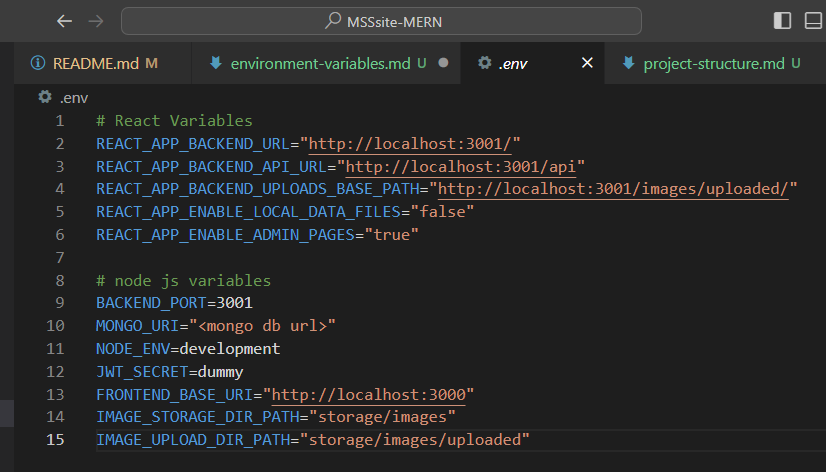 MSSsite-MERN
README.md M
environment-variables.md U
.env
project-structure.md U
.env
1 # React Variables
2 REACT_APP_BACKEND_URL="http://localhost:3001/"
3 REACT_APP_BACKEND_API_URL="http://localhost:3001/api"
4 REACT_APP_BACKEND_UPLOADS_BASE_PATH="http://localhost:3001/images/uploaded/"
5 REACT_APP_ENABLE_LOCAL_DATA_FILES="false"
6 REACT_APP_ENABLE_ADMIN_PAGES="true"
7
8 # node js variables
9 BACKEND_PORT=3001
10 MONGO_URI="<mongo db url>"
11 NODE_ENV=development
12 JWT_SECRET=dummy
13 FRONTEND_BASE_URI="http://localhost:3000"
14 IMAGE_STORAGE_DIR_PATH="storage/images"
15 IMAGE_UPLOAD_DIR_PATH="storage/images/uploaded"